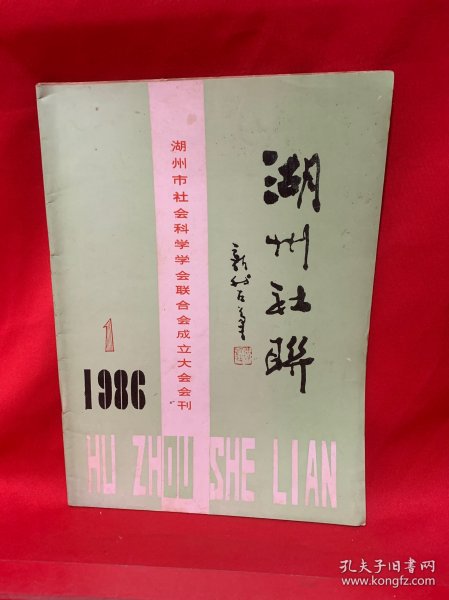 湖州社聯
湖州市社会科学学会联合会成立大会会刊
1
1986
HU ZHOU SHE LIAN
孔夫子旧书网
www.kongfz.com